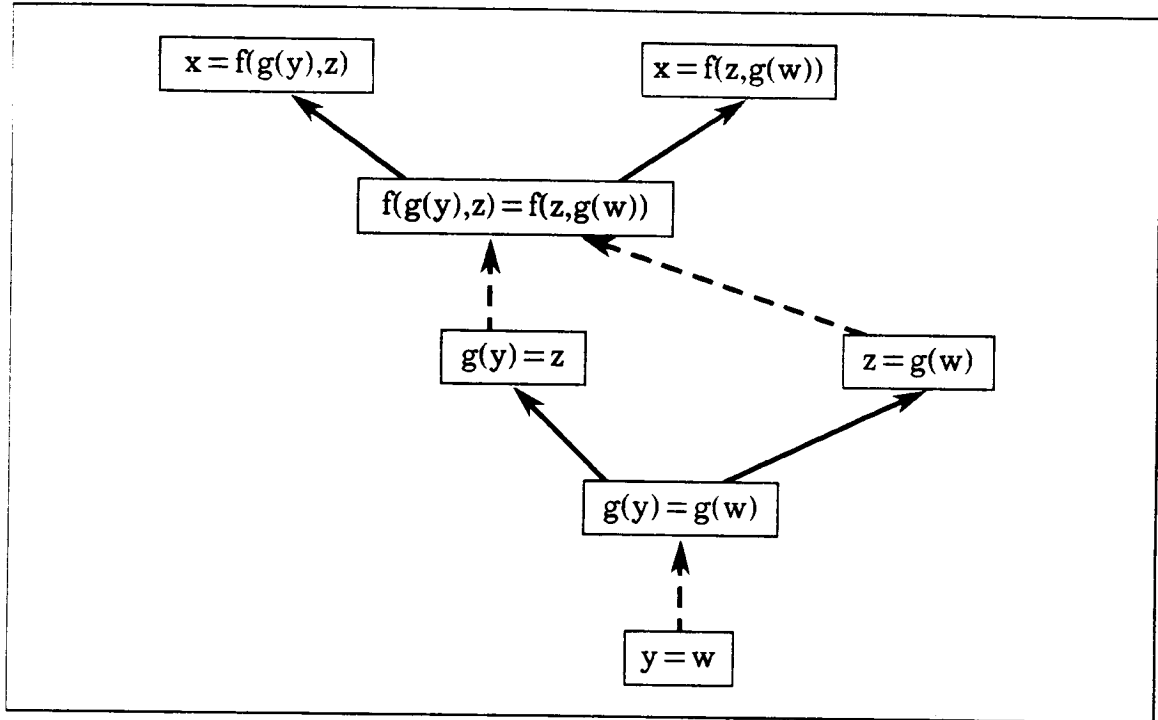 x = f(g(y),z)
x = f(z,g(w))
f(g(y),z) = f(z,g(w))
g(y) = z
z = g(w)
g(y) = g(w)
y = w